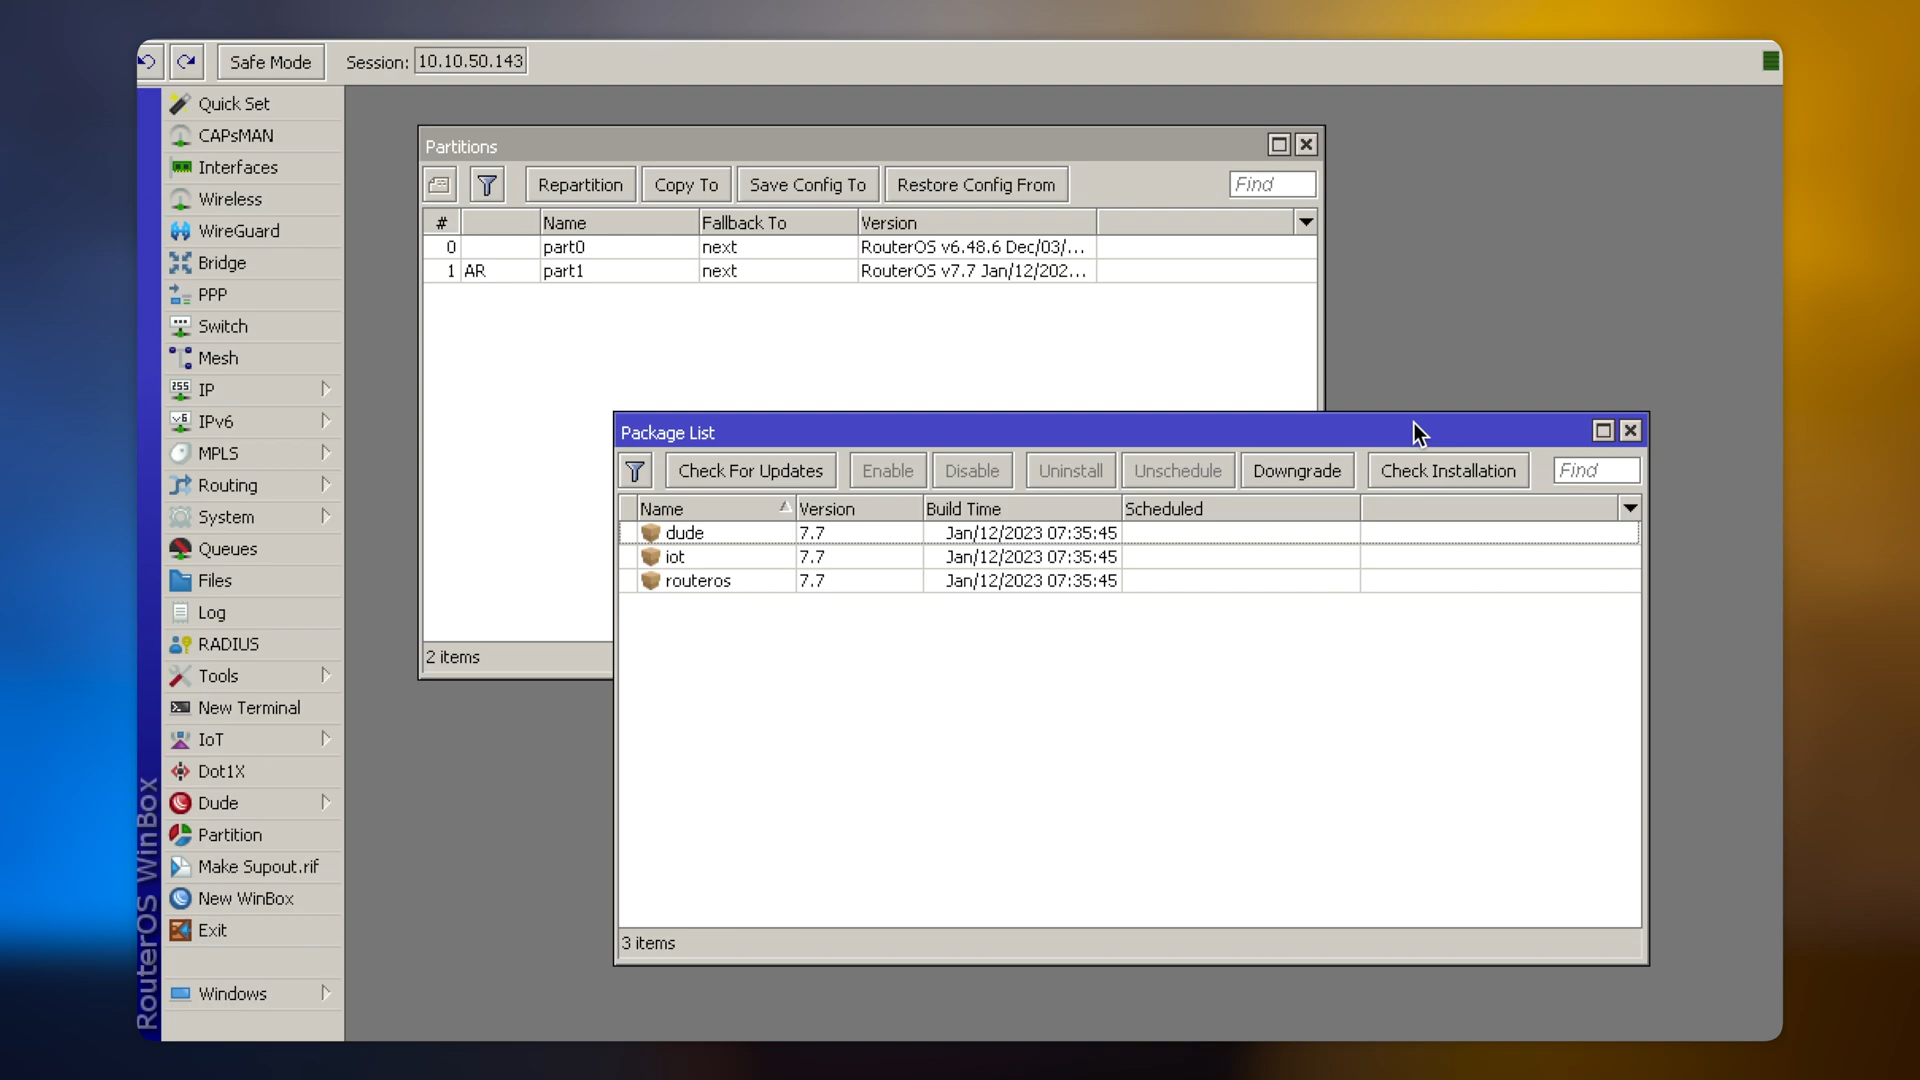 Safe Mode Session: 10.10.50.143
Quick Set
CAPsMAN
Interfaces
Wireless
WireGuard
Bridge
PPP
Switch
Mesh
255 IP
v6 IPv6
MPLS
Routing
System
Queues
Files
Log
RADIUS
Tools
New Terminal
IoT
Dot1X
Dude
Partition
Make Supout.rif
New WinBox
Exit
Windows
RouterOS WinBox
Partitions
Repartition Copy To Save Config To Restore Config From Find
# Name Fallback To Version
0 part0 next RouterOS v6.48.6 Dec/03/...
1 AR part1 next RouterOS v7.7 Jan/12/202...
2 items
Package List
Check For Updates Enable Disable Uninstall Unschedule Downgrade Check Installation Find
Name Version Build Time Scheduled
dude 7.7 Jan/12/2023 07:35:45
iot 7.7 Jan/12/2023 07:35:45
routeros 7.7 Jan/12/2023 07:35:45
3 items